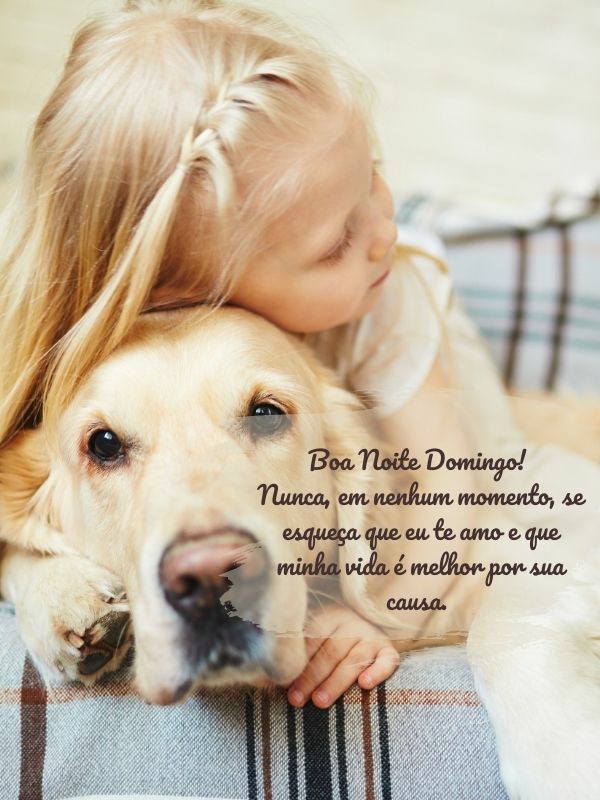 Boa Noite Domingo!
Nunca, em nenhum momento, se
esqueça que eu te amo e que
minha vida é melhor por sua
causa.